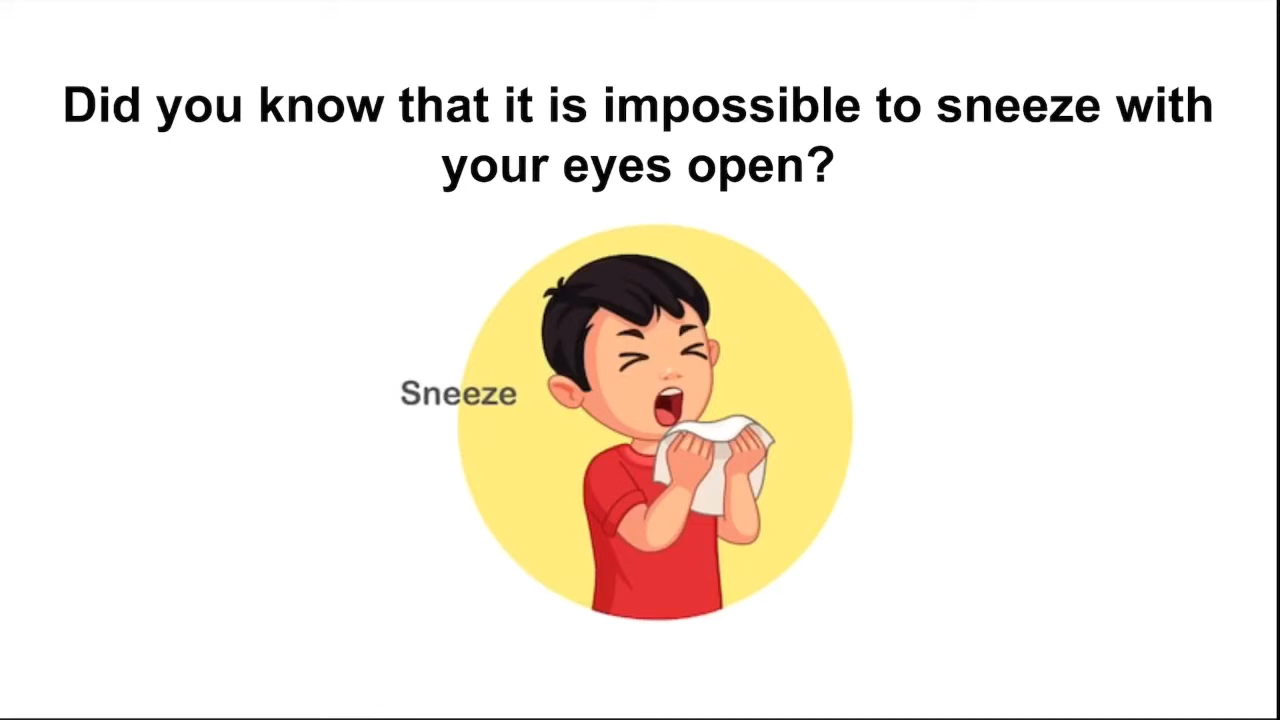 Did you know that it is impossible to sneeze with
your eyes open?
Sneeze